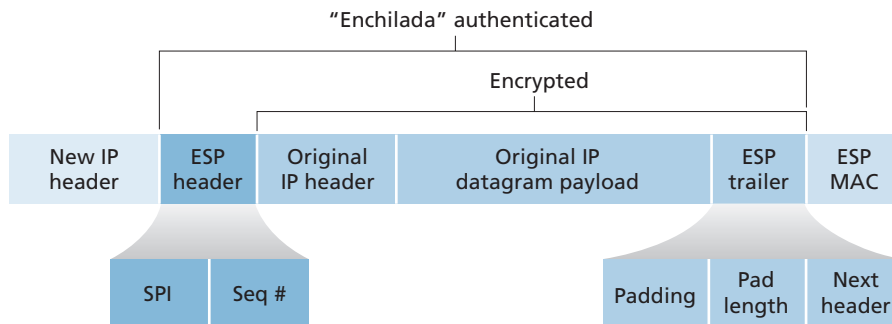 “Enchilada” authenticated
Encrypted
New IP
header
ESP
header
Original
IP header
Original IP
datagram payload
ESP
trailer
ESP
MAC
SPI
Seq #
Padding
Pad
length
Next
header